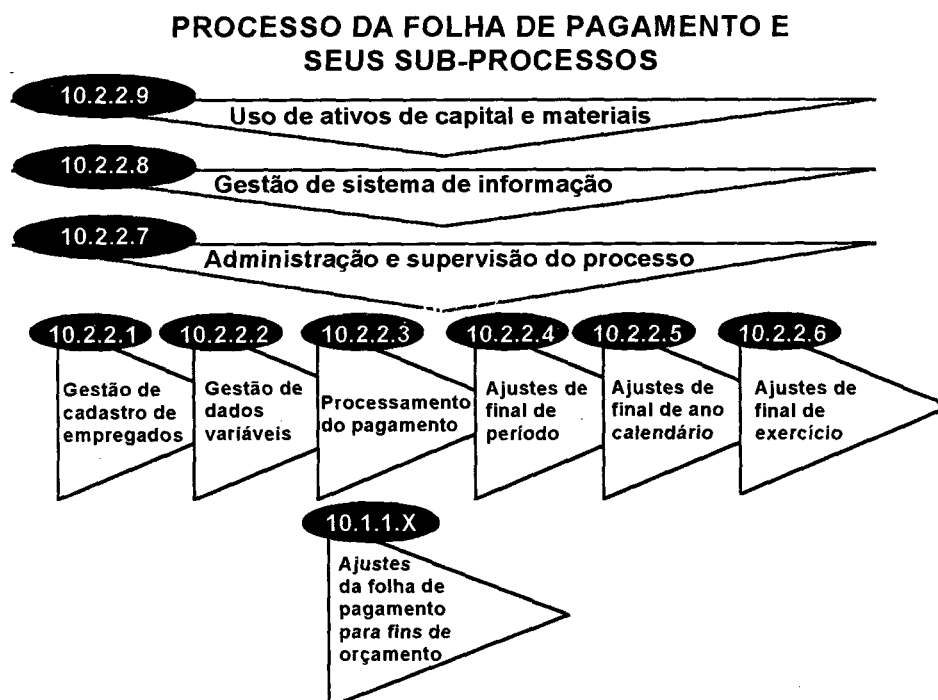 PROCESSO DA FOLHA DE PAGAMENTO E
SEUS SUB-PROCESSOS
10.2.2.9
Uso de ativos de capital e materiais
10.2.2.8
Gestão de sistema de informação
10.2.2.7
Administração e supervisão do processo
10.2.2.1
Gestão de
cadastro de
empregados
10.2.2.2
Gestão de
dados
variáveis
10.2.2.3
Processamento
do pagamento
10.2.2.4
Ajustes de
final de
período
10.2.2.5
Ajustes de
final de ano
calendário
10.2.2.6
Ajustes de
final de
exercício
10.1.1.X
Ajustes
da folha de
pagamento
para fins de
orçamento